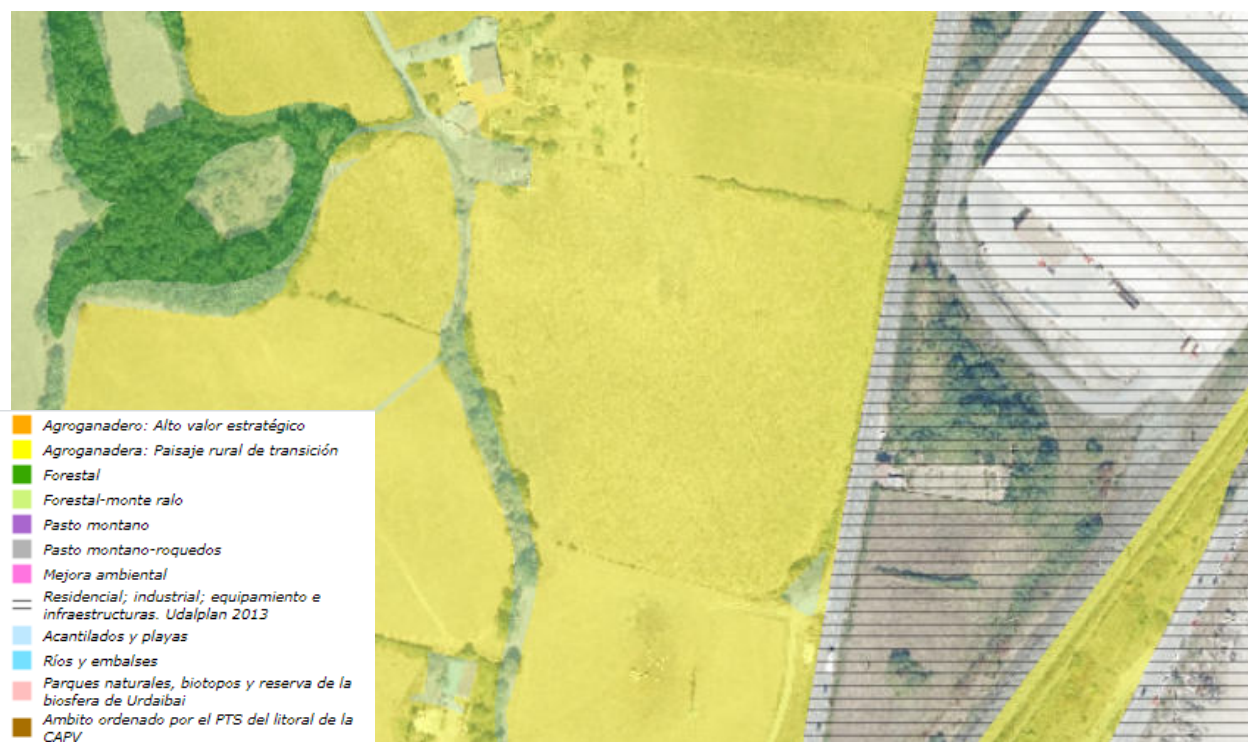 Agroganadero: Alto valor estratégico
Agroganadera: Paisaje rural de transición
Forestal
Forestal-monte ralo
Pasto montano
Pasto montano-roquedos
Mejora ambiental
Residencial; industrial; equipamiento e
infraestructuras. Udalplan 2013
Acantilados y playas
Ríos y embalses
Parques naturales, biotopos y reserva de la
biosfera de Urdaibai
Ambito ordenado por el PTS del litoral de la
CAPV